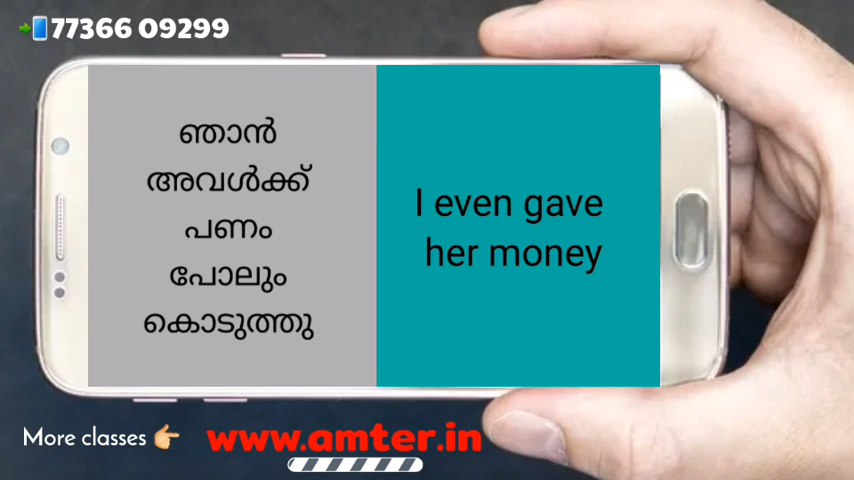 77366 09299
ഞാൻ
അവൾക്ക്
പണം
പോലും
കൊടുത്തു
I even gave
her money
More classes
www.amter.in